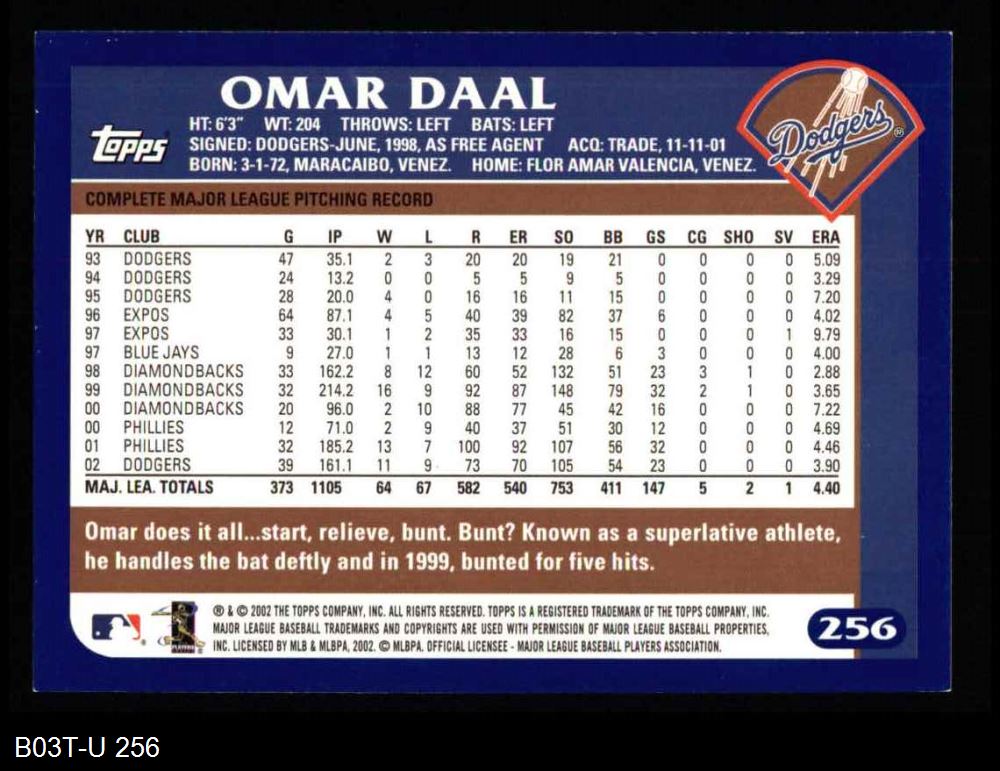 OMAR DAAL
HT: 6'3" WT: 204 THROWS: LEFT BATS: LEFT
SIGNED: DODGERS-JUNE, 1998, AS FREE AGENT ACQ: TRADE, 11-11-01
BORN: 3-1-72, MARACAIBO, VENEZ. HOME: FLOR AMAR VALENCIA, VENEZ.
Topps
Dodgers
COMPLETE MAJOR LEAGUE PITCHING RECORD
YR CLUB G IP W L R ER SO BB GS CG SHO SV ERA
93 DODGERS 47 35.1 2 3 20 20 19 21 0 0 0 0 5.09
94 DODGERS 24 13.2 0 0 5 5 9 5 0 0 0 0 3.29
95 DODGERS 28 20.0 4 0 16 16 11 15 0 0 0 0 7.20
96 EXPOS 64 87.1 4 5 40 39 82 37 6 0 0 0 4.02
97 EXPOS 33 30.1 1 2 35 33 16 15 0 0 0 1 9.79
97 BLUE JAYS 9 27.0 1 1 13 12 28 6 3 0 0 0 4.00
98 DIAMONDBACKS 33 162.2 8 12 60 52 132 51 23 3 1 0 2.88
99 DIAMONDBACKS 32 214.2 16 9 92 87 148 79 32 2 1 0 3.65
00 DIAMONDBACKS 20 96.0 2 10 88 77 45 42 16 0 0 0 7.22
00 PHILLIES 12 71.0 2 9 40 37 51 30 12 0 0 0 4.69
01 PHILLIES 32 185.2 13 7 100 92 107 56 32 0 0 0 4.46
02 DODGERS 39 161.1 11 9 73 70 105 54 23 0 0 0 3.90
MAJ. LEA. TOTALS 373 1105 64 67 582 540 753 411 147 5 2 1 4.40
Omar does it all...start, relieve, bunt. Bunt? Known as a superlative athlete,
he handles the bat deftly and in 1999, bunted for five hits.
® & © 2002 THE TOPPS COMPANY, INC. ALL RIGHTS RESERVED. TOPPS IS A REGISTERED TRADEMARK OF THE TOPPS COMPANY, INC.
MAJOR LEAGUE BASEBALL TRADEMARKS AND COPYRIGHTS ARE USED WITH PERMISSION OF MAJOR LEAGUE BASEBALL PROPERTIES,
INC. LICENSED BY MLB & MLBPA, 2002. © MLBPA. OFFICIAL LICENSEE - MAJOR LEAGUE BASEBALL PLAYERS ASSOCIATION.
256
B03T-U 256